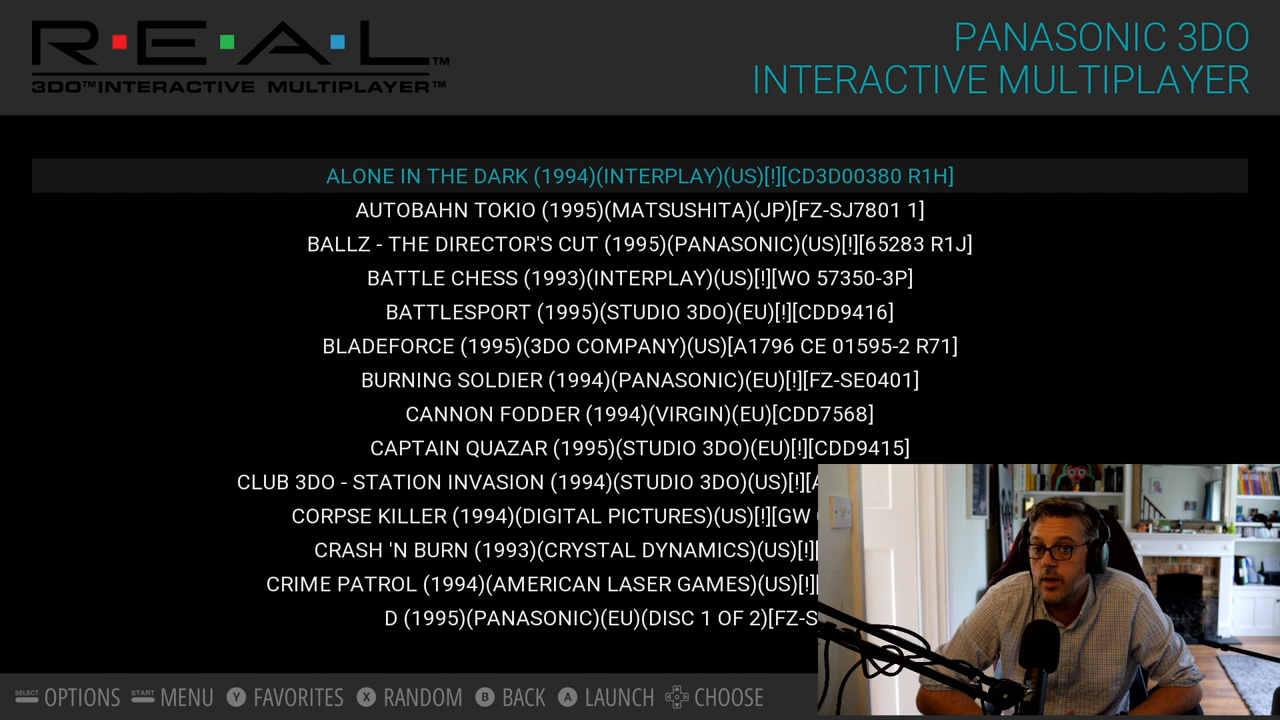 R·E·A·L™
3DO™ INTERACTIVE MULTIPLAYER™
PANASONIC 3DO
INTERACTIVE MULTIPLAYER
ALONE IN THE DARK (1994)(INTERPLAY)(US)[!][CD3D00380 R1H]
AUTOBAHN TOKIO (1995)(MATSUSHITA)(JP)[FZ-SJ7801 1]
BALLZ - THE DIRECTOR'S CUT (1995)(PANASONIC)(US)[!][65283 R1J]
BATTLE CHESS (1993)(INTERPLAY)(US)[!][WO 57350-3P]
BATTLESPORT (1995)(STUDIO 3DO)(EU)[!][CDD9416]
BLADEFORCE (1995)(3DO COMPANY)(US)[A1796 CE 01595-2 R71]
BURNING SOLDIER (1994)(PANASONIC)(EU)[!][FZ-SE0401]
CANNON FODDER (1994)(VIRGIN)(EU)[CDD7568]
CAPTAIN QUAZAR (1995)(STUDIO 3DO)(EU)[!][CDD9415]
CLUB 3DO - STATION INVASION (1994)(STUDIO 3DO)(US)[!]
CORPSE KILLER (1994)(DIGITAL PICTURES)(US)[!][GW
CRASH 'N BURN (1993)(CRYSTAL DYNAMICS)(US)[!]
CRIME PATROL (1994)(AMERICAN LASER GAMES)(US)[!]
D (1995)(PANASONIC)(EU)(DISC 1 OF 2)[FZ-S
SELECT OPTIONS START MENU Y FAVORITES X RANDOM B BACK A LAUNCH CHOOSE